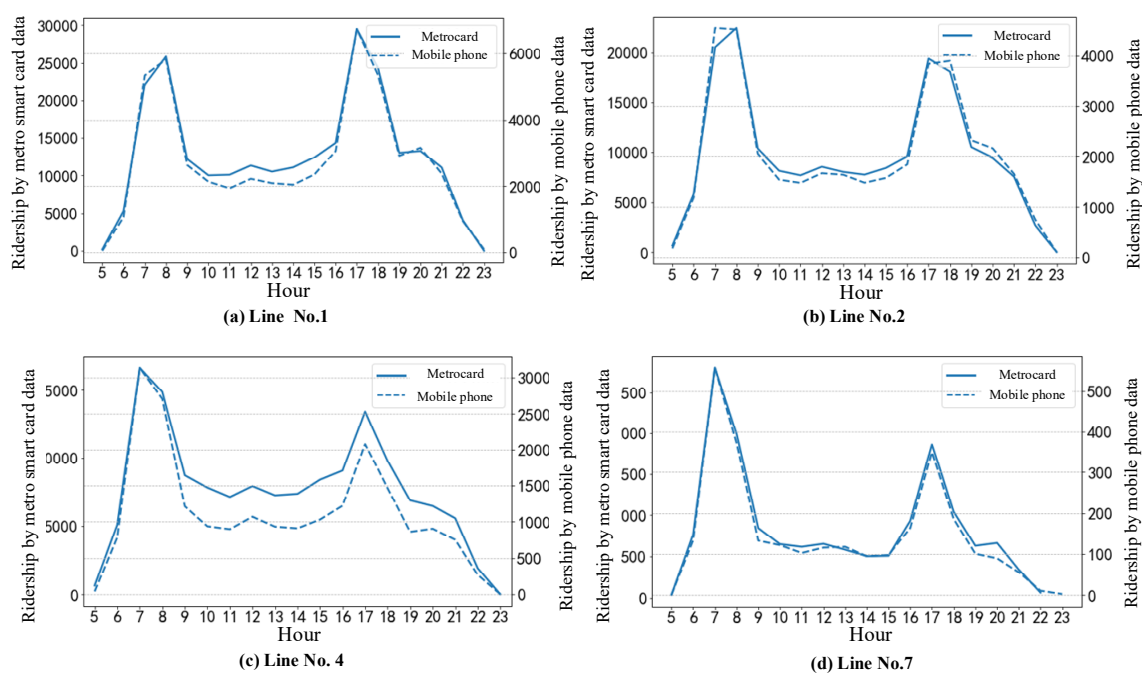 Ridership by metro smart card data
30000
25000
20000
15000
10000
5000
0
Metrocard
Mobile phone
6000
4000
2000
0
Ridership by mobile phone data
5 6 7 8 9 10 11 12 13 14 15 16 17 18 19 20 21 22 23
Hour
(a) Line No.1
Ridership by metro smart card data
20000
15000
10000
5000
0
Metrocard
Mobile phone
4000
3000
2000
1000
0
Ridership by mobile phone data
5 6 7 8 9 10 11 12 13 14 15 16 17 18 19 20 21 22 23
Hour
(b) Line No.2
Ridership by metro smart card data
5000
0000
5000
0
Metrocard
Mobile phone
3000
2500
2000
1500
1000
500
0
Ridership by mobile phone data
5 6 7 8 9 10 11 12 13 14 15 16 17 18 19 20 21 22 23
Hour
(c) Line No. 4
Ridership by metro smart card data
500
000
500
000
500
0
Metrocard
Mobile phone
500
400
300
200
100
0
Ridership by mobile phone data
5 6 7 8 9 10 11 12 13 14 15 16 17 18 19 20 21 22 23
Hour
(d) Line No.7